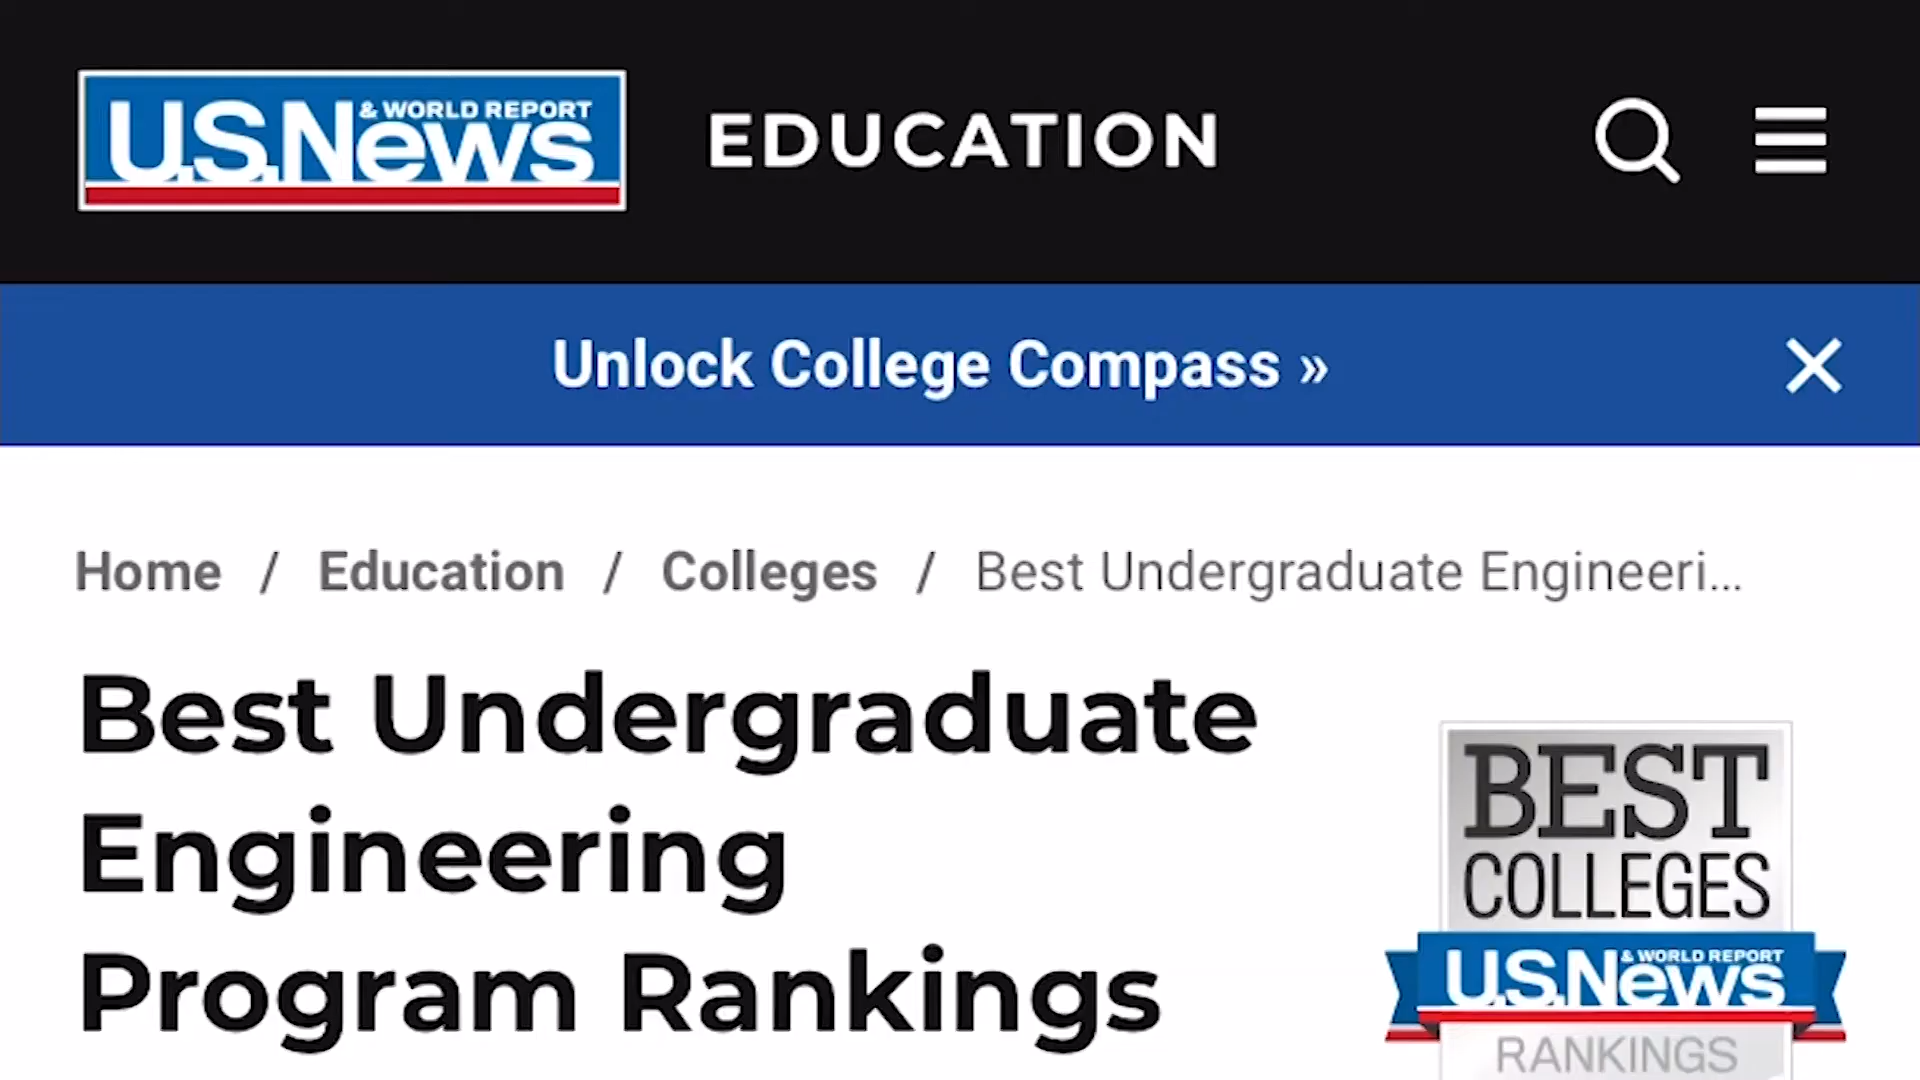 U.S.News & WORLD REPORT
EDUCATION
Unlock College Compass »
Home / Education / Colleges / Best Undergraduate Engineeri...
Best Undergraduate
Engineering
Program Rankings
BEST
COLLEGES
U.S.News & WORLD REPORT
RANKINGS